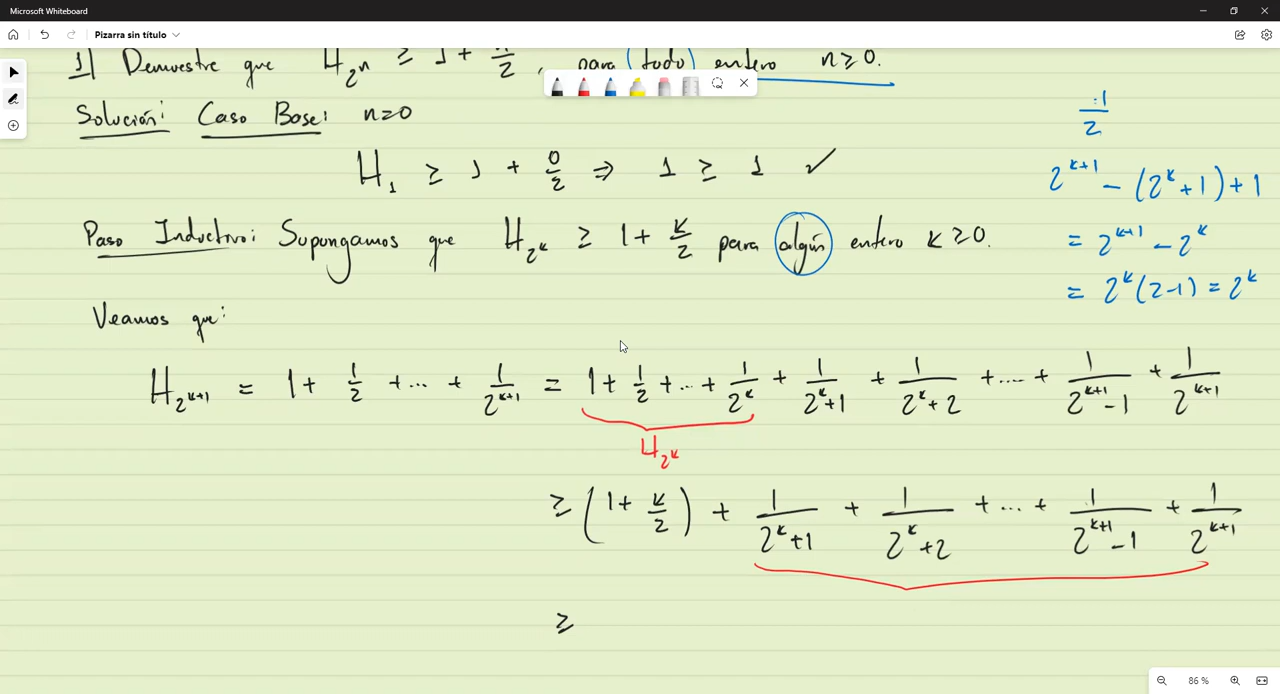 Microsoft Whiteboard
Pizarra sin título
1) Demuestre que H_{2^n} ≥ 1 + n/2, para (todo) entero n ≥ 0.
Solución: Caso Base: n=0
H_1 ≥ 1 + 0/2 ⇒ 1 ≥ 1 ✓
Paso Inductivo: Supongamos que H_{2^k} ≥ 1 + k/2 para algún entero k ≥ 0.
Veamos que:
H_{2^{k+1}} = 1 + 1/2 + ... + 1/2^{k+1} = 1 + 1/2 + ... + 1/2^k + 1/(2^k+1) + 1/(2^k+2) + .... + 1/(2^{k+1}-1) + 1/2^{k+1}
H_{2^k}
≥ (1 + k/2) + 1/(2^k+1) + 1/(2^k+2) + ... + 1/(2^{k+1}-1) + 1/2^{k+1}
≥
1/2
2^{k+1} - (2^k+1) + 1
= 2^{k+1} - 2^k
= 2^k(2-1) = 2^k
86 %